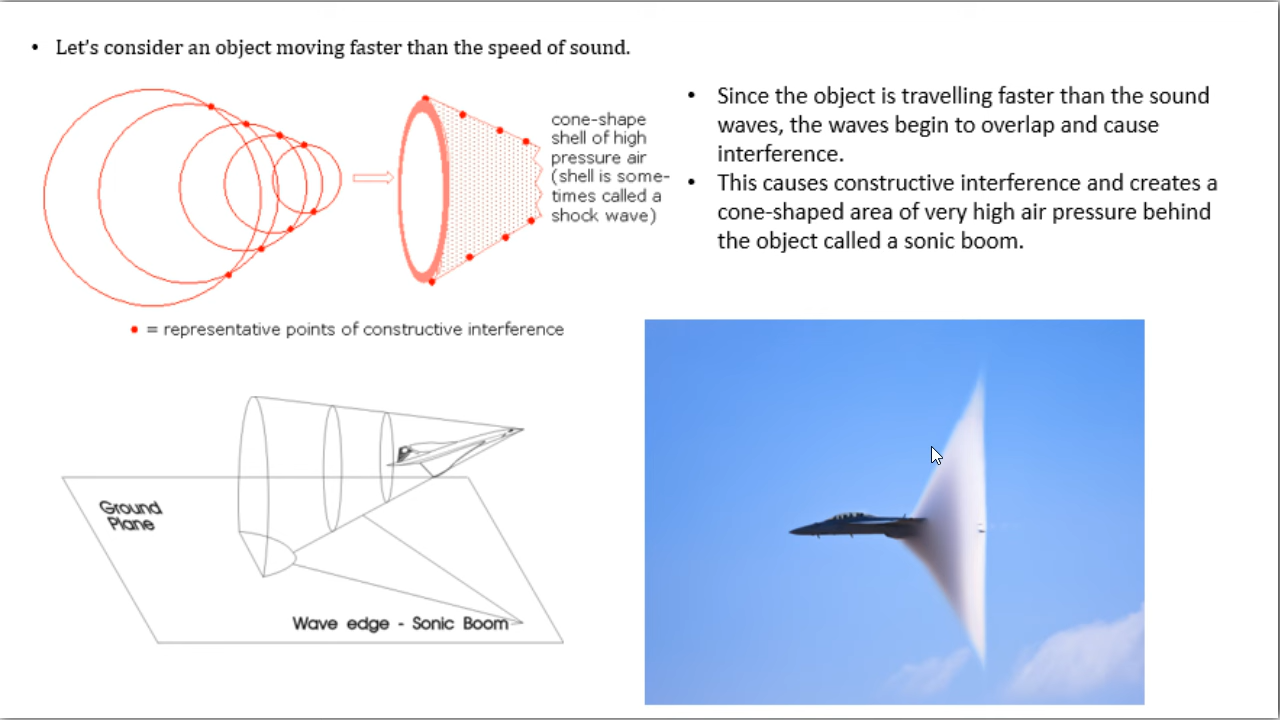 • Let's consider an object moving faster than the speed of sound.
cone-shape
shell of high
pressure air
(shell is some-
times called a
shock wave)
• = representative points of constructive interference
• Since the object is travelling faster than the sound
waves, the waves begin to overlap and cause
interference.
• This causes constructive interference and creates a
cone-shaped area of very high air pressure behind
the object called a sonic boom.
Ground
Plane
Wave edge - Sonic Boom